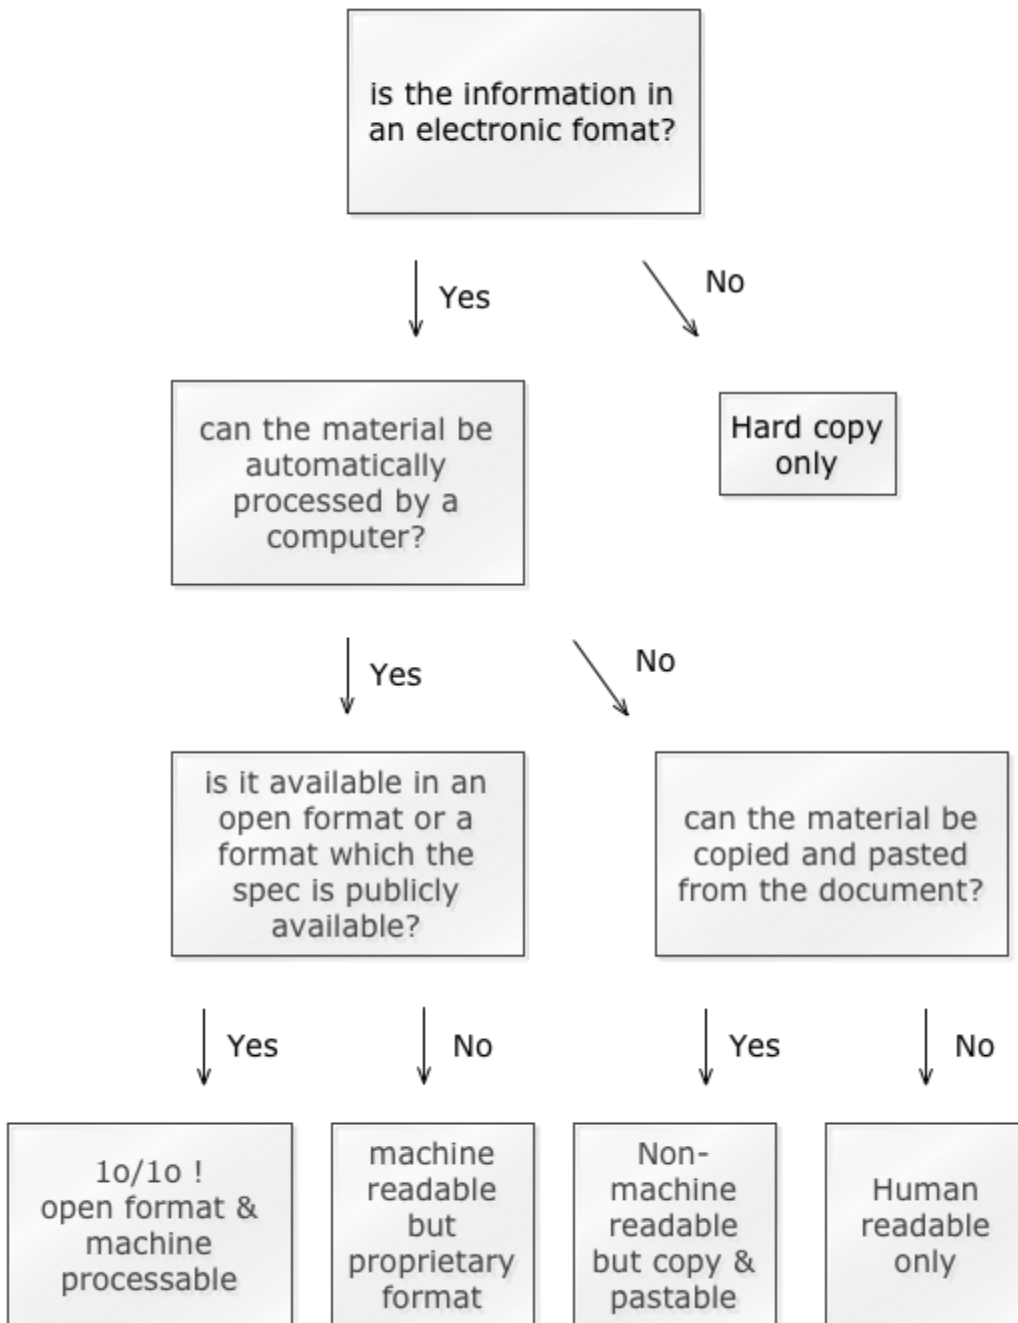 is the information in
an electronic fomat?
Yes
No
can the material be
automatically
processed by a
computer?
Hard copy
only
Yes
No
is it available in an
open format or a
format which the
spec is publicly
available?
can the material be
copied and pasted
from the document?
Yes
No
Yes
No
1o/1o !
open format &
machine
processable
machine
readable
but
proprietary
format
Non-
machine
readable
but copy &
pastable
Human
readable
only